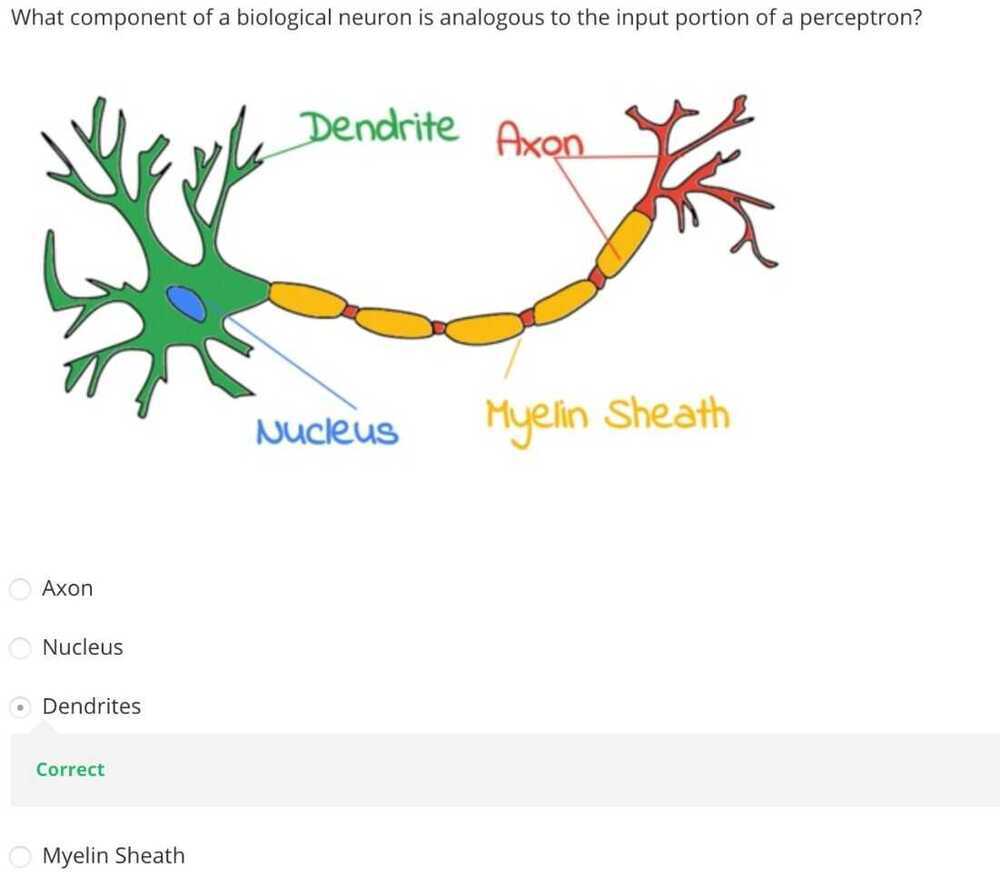 What component of a biological neuron is analogous to the input portion of a perceptron?
Dendrite
Axon
Nucleus
Myelin Sheath
Axon
Nucleus
Dendrites
Correct
Myelin Sheath